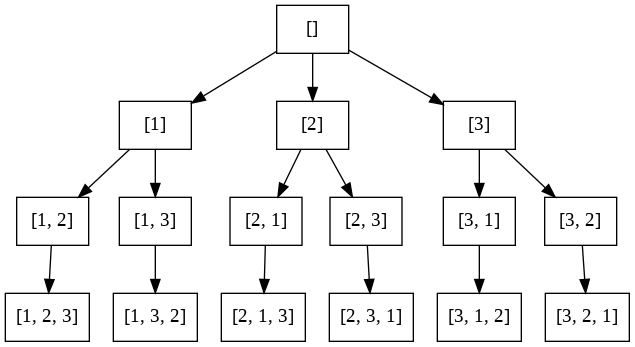 []
[1]
[2]
[3]
[1, 2]
[1, 3]
[2, 1]
[2, 3]
[3, 1]
[3, 2]
[1, 2, 3]
[1, 3, 2]
[2, 1, 3]
[2, 3, 1]
[3, 1, 2]
[3, 2, 1]